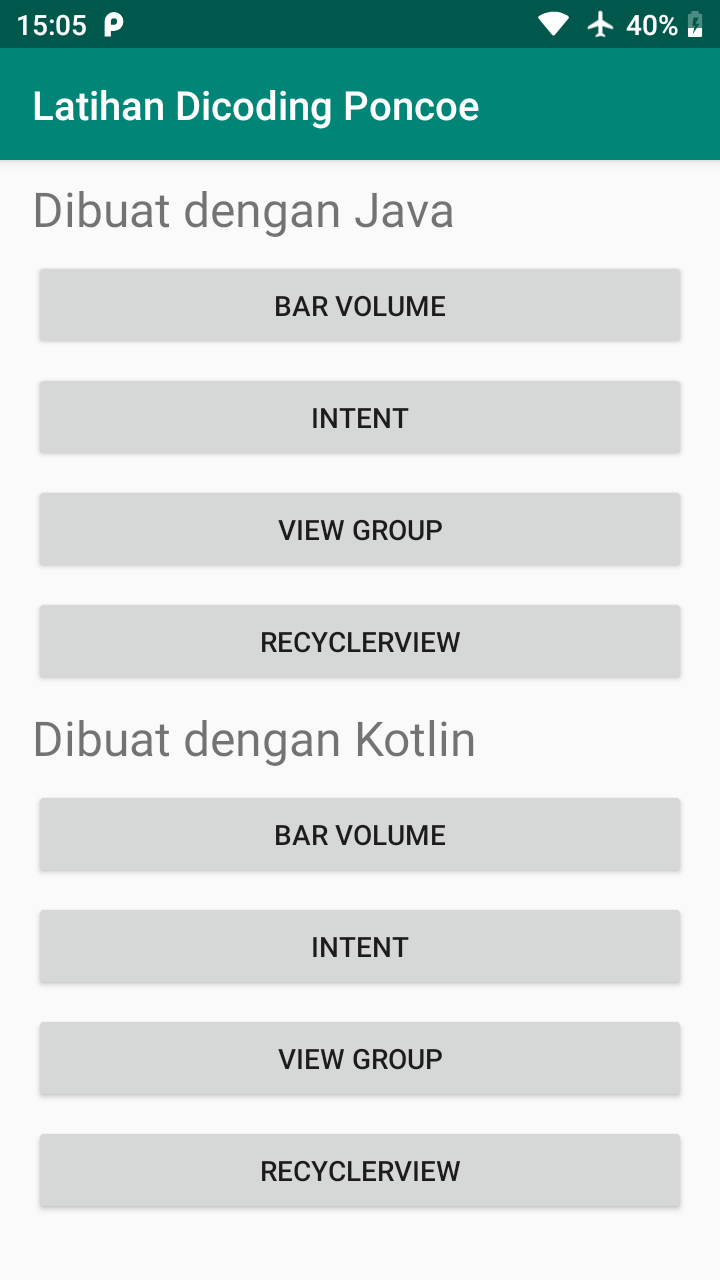 15:05 40%
Latihan Dicoding Poncoe
Dibuat dengan Java
BAR VOLUME
INTENT
VIEW GROUP
RECYCLERVIEW
Dibuat dengan Kotlin
BAR VOLUME
INTENT
VIEW GROUP
RECYCLERVIEW